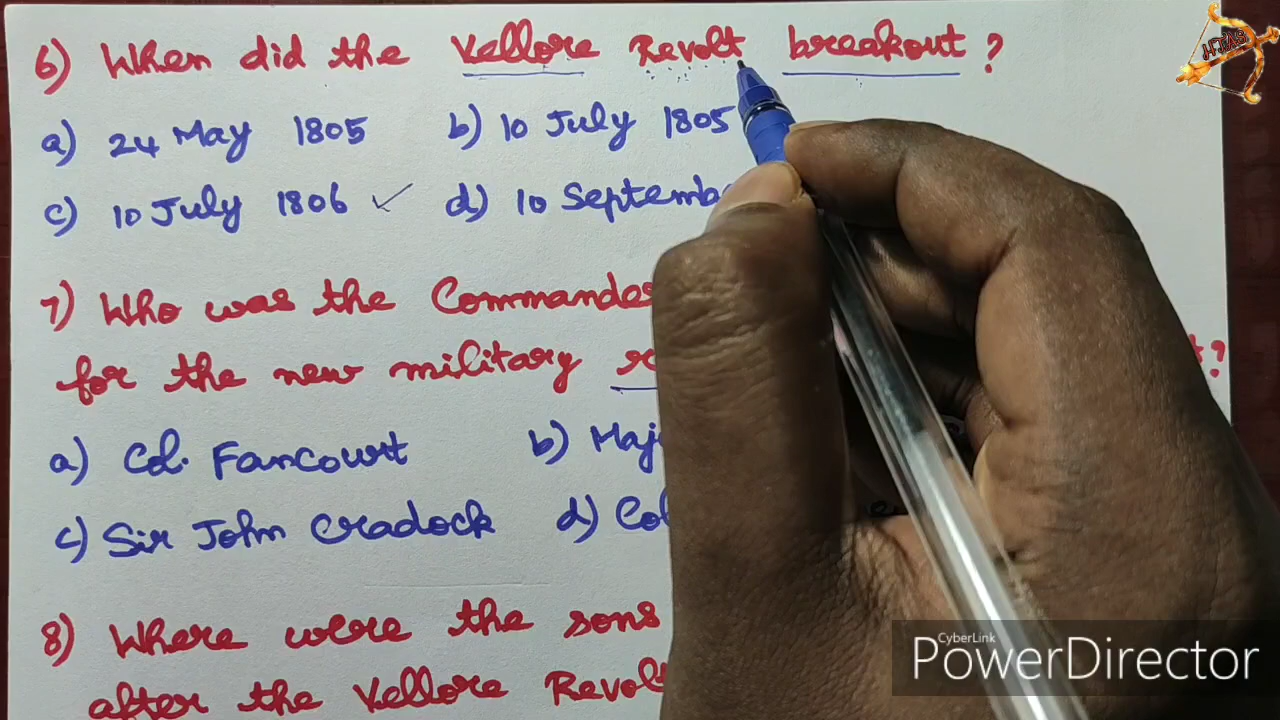 6) When did the Vellore Revolt breakout ?
a) 24 May 1805 b) 10 July 1805
c) 10 July 1806 ✓ d) 10 Septemb
7) Who was the Commander
for the new military
a) Col. Fancourt b) Maj
c) Sir John Cradock d) Col
8) Where were the sons
after the Vellore Revolt
CyberLink
PowerDirector